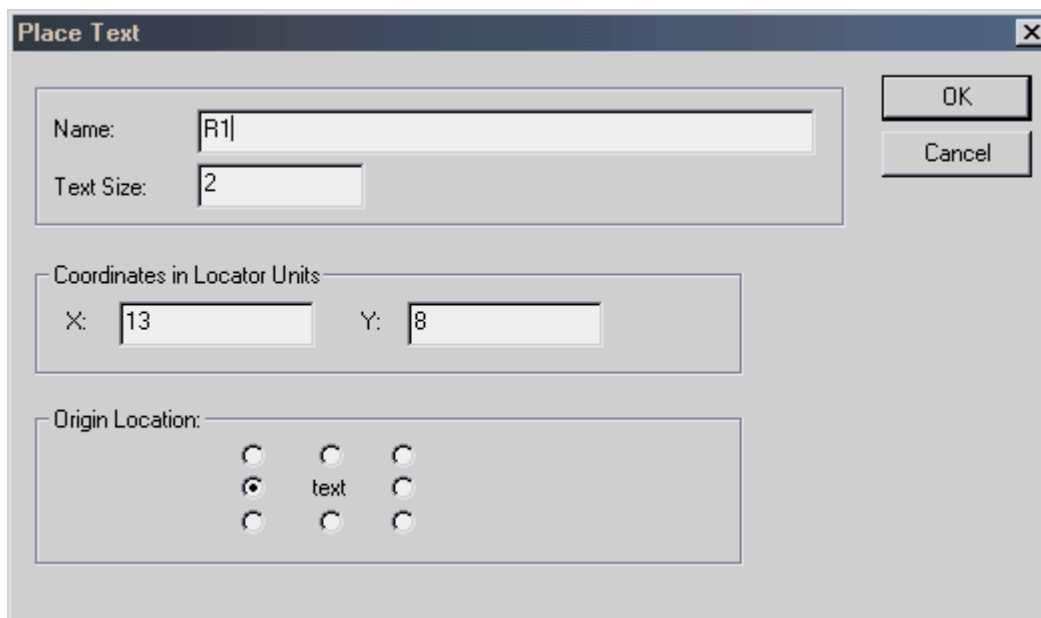 Place Text
OK
Name: R1
Cancel
Text Size: 2
Coordinates in Locator Units
X: 13 Y: 8
Origin Location:
text